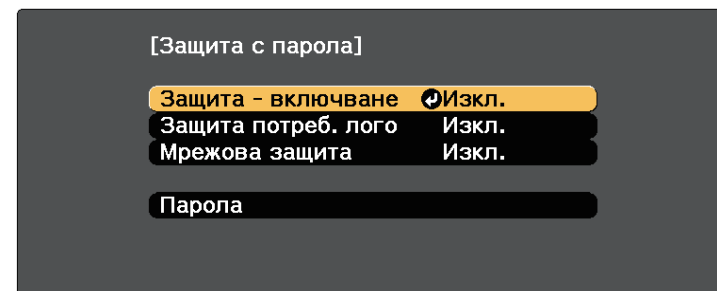 [Защита с парола]
Защита - включване Изкл.
Защита потреб. лого Изкл.
Мрежова защита Изкл.
Парола